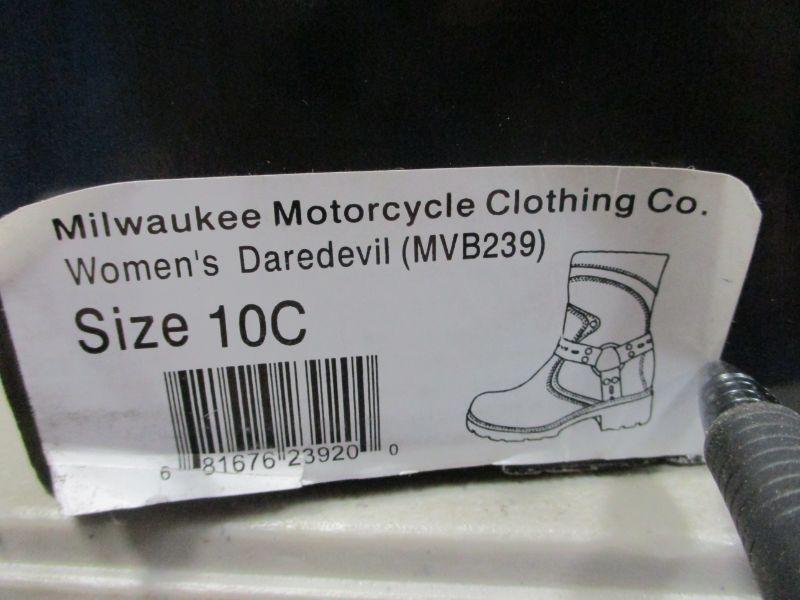 Milwaukee Motorcycle Clothing Co.
Women's Daredevil (MVB239)
Size 10C
6 81676 23920 0